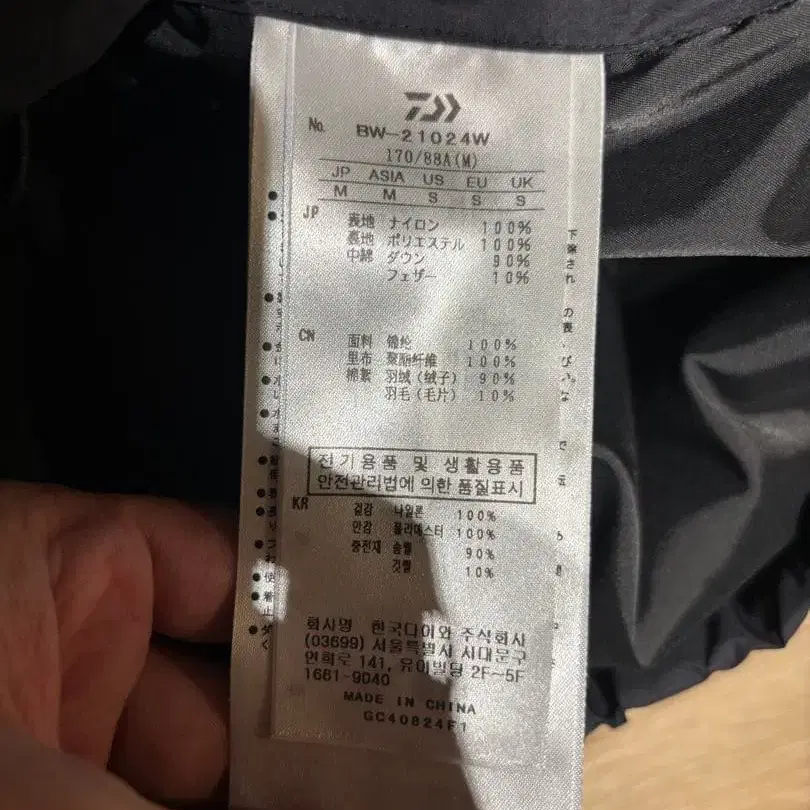 No. BW-21024W
170/88A(M)
JP ASIA US EU UK
M M S S S
JP 表地 ナイロン 100%
裏地 ポリエステル 100%
中綿 ダウン 90%
フェザー 10%
CN 面料 锦纶 100%
里布 聚酯纤维 100%
棉絮 羽绒(绒子) 90%
羽毛(毛片) 10%
전기용품 및 생활용품
안전관리법에 의한 품질표시
KR 겉감 나일론 100%
안감 폴리에스터 100%
충전재 솜털 90%
깃털 10%
회사명 한국다이와 주식회사
(03699) 서울특별시 서대문구
연희로 141, 유이빌딩 2F~5F
1661-9040
MADE IN CHINA
GC40824F1